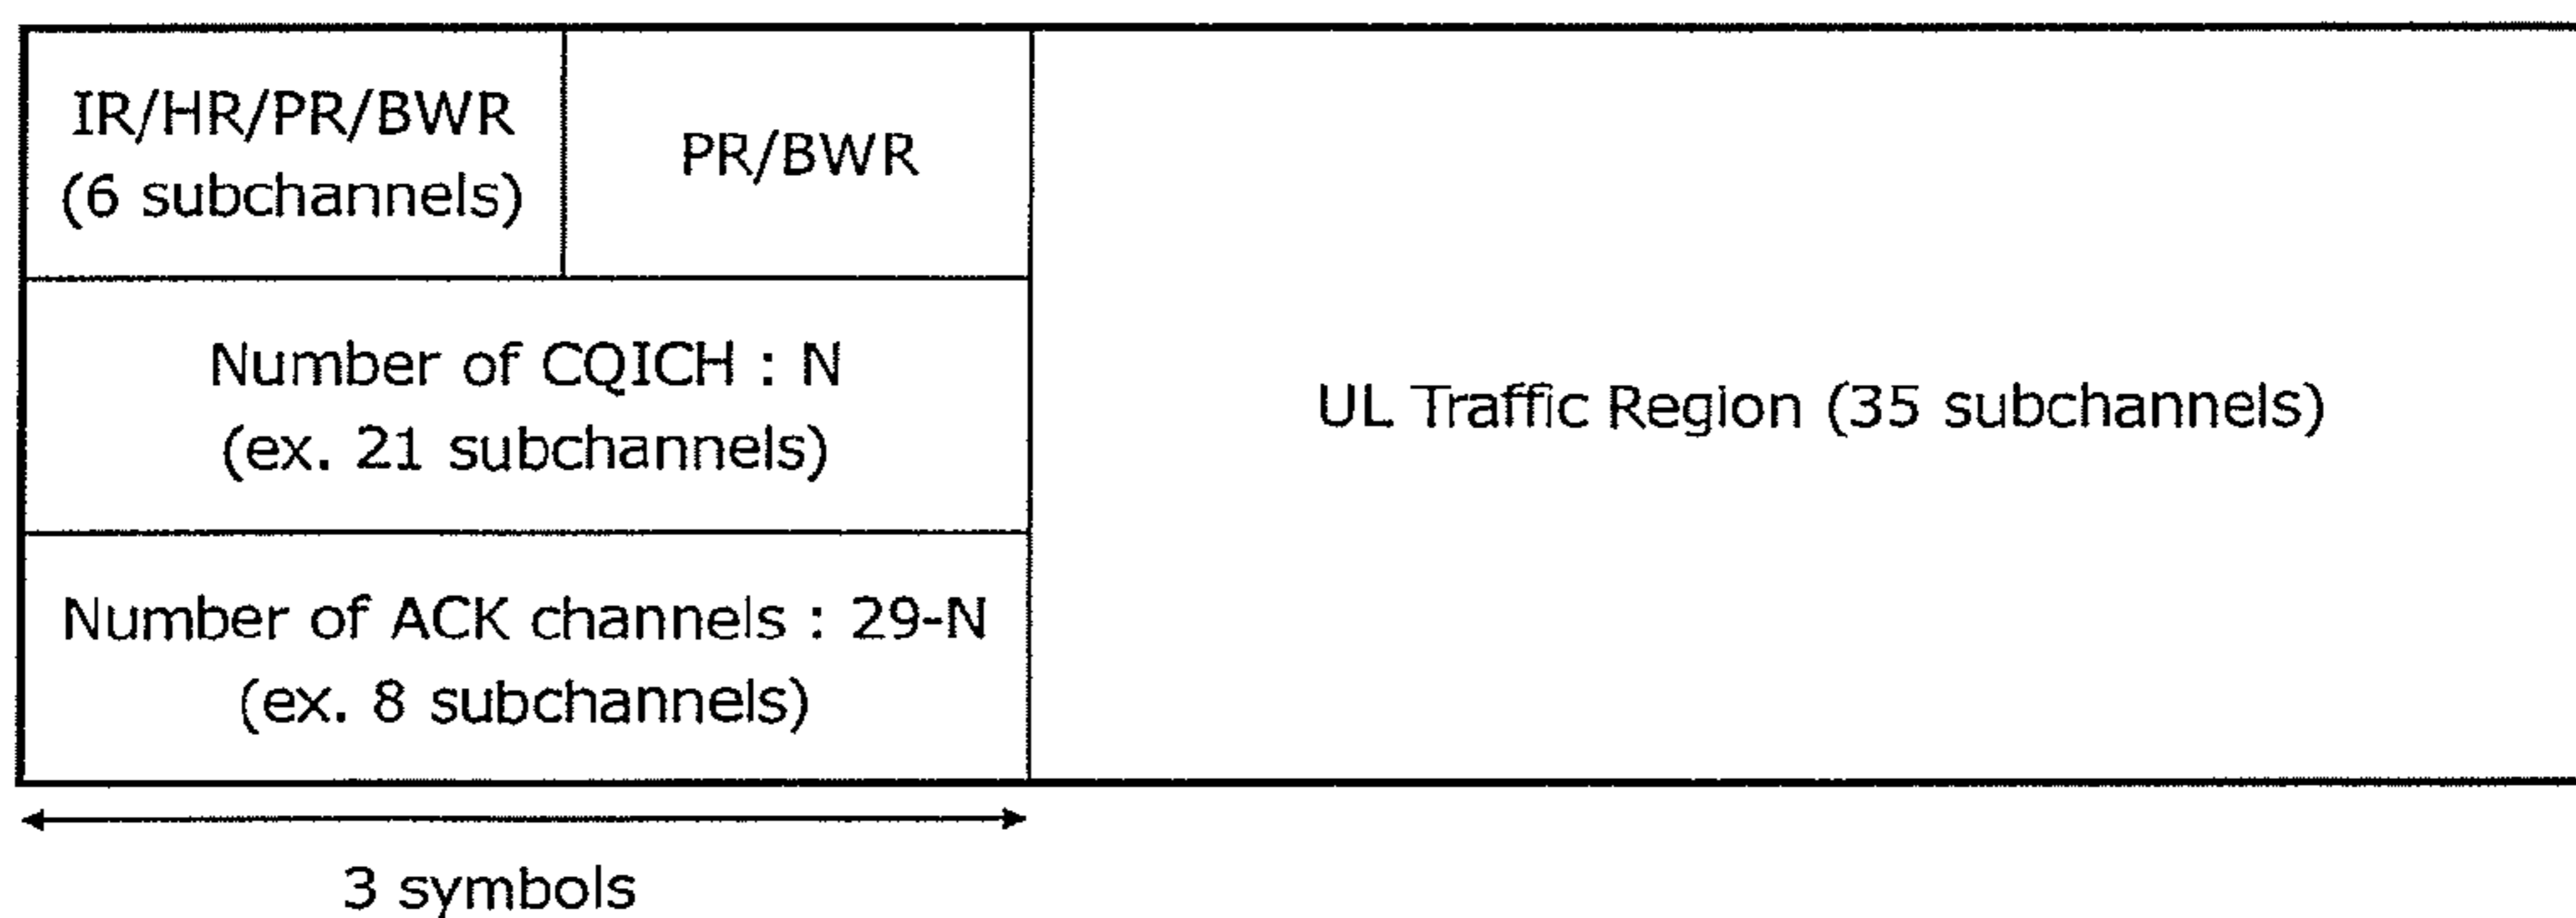 IR/HR/PR/BWR
(6 subchannels)
PR/BWR
Number of CQICH : N
(ex. 21 subchannels)
Number of ACK channels : 29-N
(ex. 8 subchannels)
UL Traffic Region (35 subchannels)
3 symbols